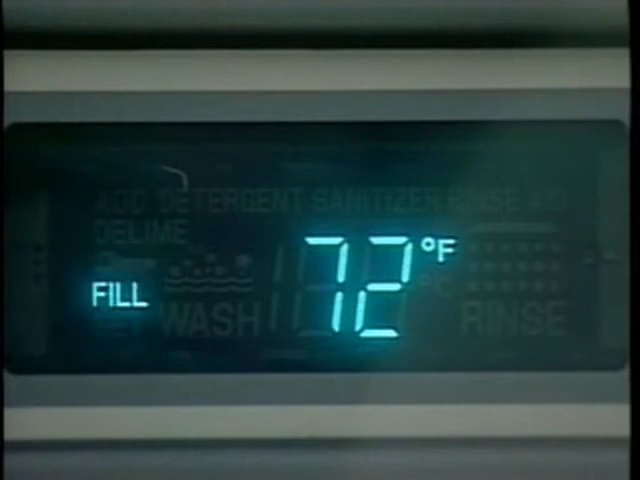 ADD DETERGENT SANITIZER RINSE AID
DELIME
72 °F
°C
FILL
WASH
RINSE